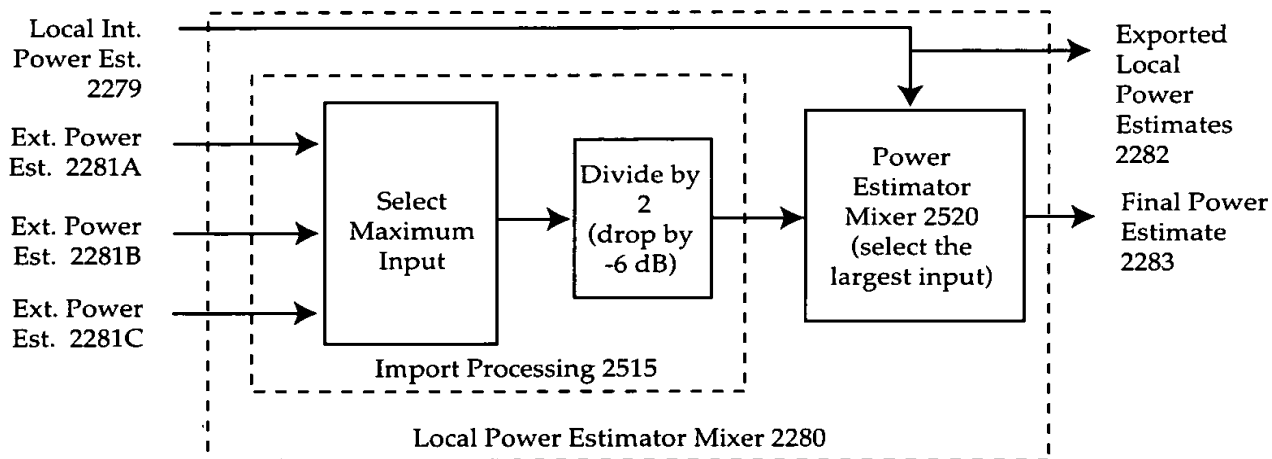 Local Int.
Power Est.
2279
Ext. Power
Est. 2281A
Ext. Power
Est. 2281B
Ext. Power
Est. 2281C
Select
Maximum
Input
Divide by
2
(drop by
-6 dB)
Import Processing 2515
Power
Estimator
Mixer 2520
(select the
largest input)
Local Power Estimator Mixer 2280
Exported
Local
Power
Estimates
2282
Final Power
Estimate
2283